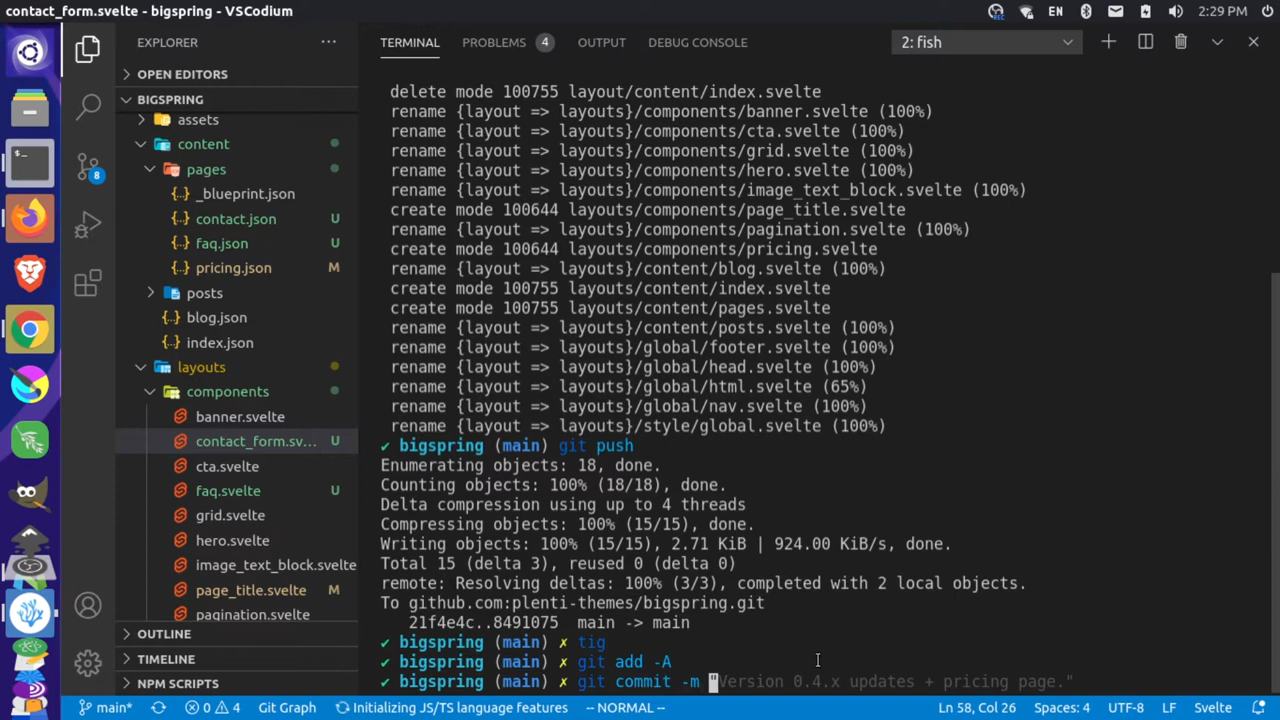 contact_form.svelte - bigspring - VSCodium
EN
2:29 PM
EXPLORER
OPEN EDITORS
BIGSPRING
assets
content
pages
_blueprint.json
contact.json U
faq.json U
pricing.json M
posts
blog.json
index.json
layouts
components
banner.svelte
contact_form.sv... U
cta.svelte
faq.svelte U
grid.svelte
hero.svelte
image_text_block.svelte
page_title.svelte M
pagination.svelte
OUTLINE
TIMELINE
NPM SCRIPTS
8
TERMINAL PROBLEMS 4 OUTPUT DEBUG CONSOLE 2: fish
delete mode 100755 layout/content/index.svelte
rename {layout => layouts}/components/banner.svelte (100%)
rename {layout => layouts}/components/cta.svelte (100%)
rename {layout => layouts}/components/grid.svelte (100%)
rename {layout => layouts}/components/hero.svelte (100%)
rename {layout => layouts}/components/image_text_block.svelte (100%)
create mode 100644 layouts/components/page_title.svelte
rename {layout => layouts}/components/pagination.svelte (100%)
create mode 100644 layouts/components/pricing.svelte
rename {layout => layouts}/content/blog.svelte (100%)
create mode 100755 layouts/content/index.svelte
create mode 100755 layouts/content/pages.svelte
rename {layout => layouts}/content/posts.svelte (100%)
rename {layout => layouts}/global/footer.svelte (100%)
rename {layout => layouts}/global/head.svelte (100%)
rename {layout => layouts}/global/html.svelte (65%)
rename {layout => layouts}/global/nav.svelte (100%)
rename {layout => layouts}/style/global.svelte (100%)
✔ bigspring (main) git push
Enumerating objects: 18, done.
Counting objects: 100% (18/18), done.
Delta compression using up to 4 threads
Compressing objects: 100% (15/15), done.
Writing objects: 100% (15/15), 2.71 KiB | 924.00 KiB/s, done.
Total 15 (delta 3), reused 0 (delta 0)
remote: Resolving deltas: 100% (3/3), completed with 2 local objects.
To github.com:plenti-themes/bigspring.git
21f4e4c..8491075 main -> main
✔ bigspring (main) ✗ tig
✔ bigspring (main) ✗ git add -A
✔ bigspring (main) ✗ git commit -m "Version 0.4.x updates + pricing page."
main* 0 4 Git Graph Initializing JS/TS language features -- NORMAL -- Ln 58, Col 26 Spaces: 4 UTF-8 LF Svelte